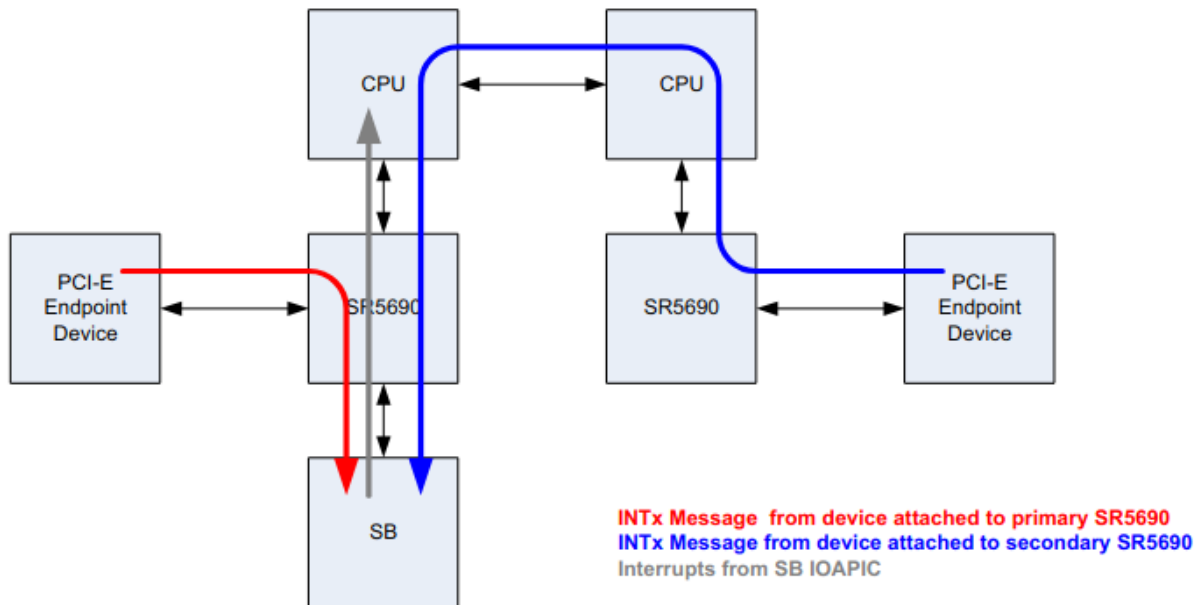 CPU
CPU
PCI-E
Endpoint
Device
SR5690
SR5690
PCI-E
Endpoint
Device
SB
INTx Message  from device attached to primary SR5690
INTx Message from device attached to secondary SR5690
Interrupts from SB IOAPIC